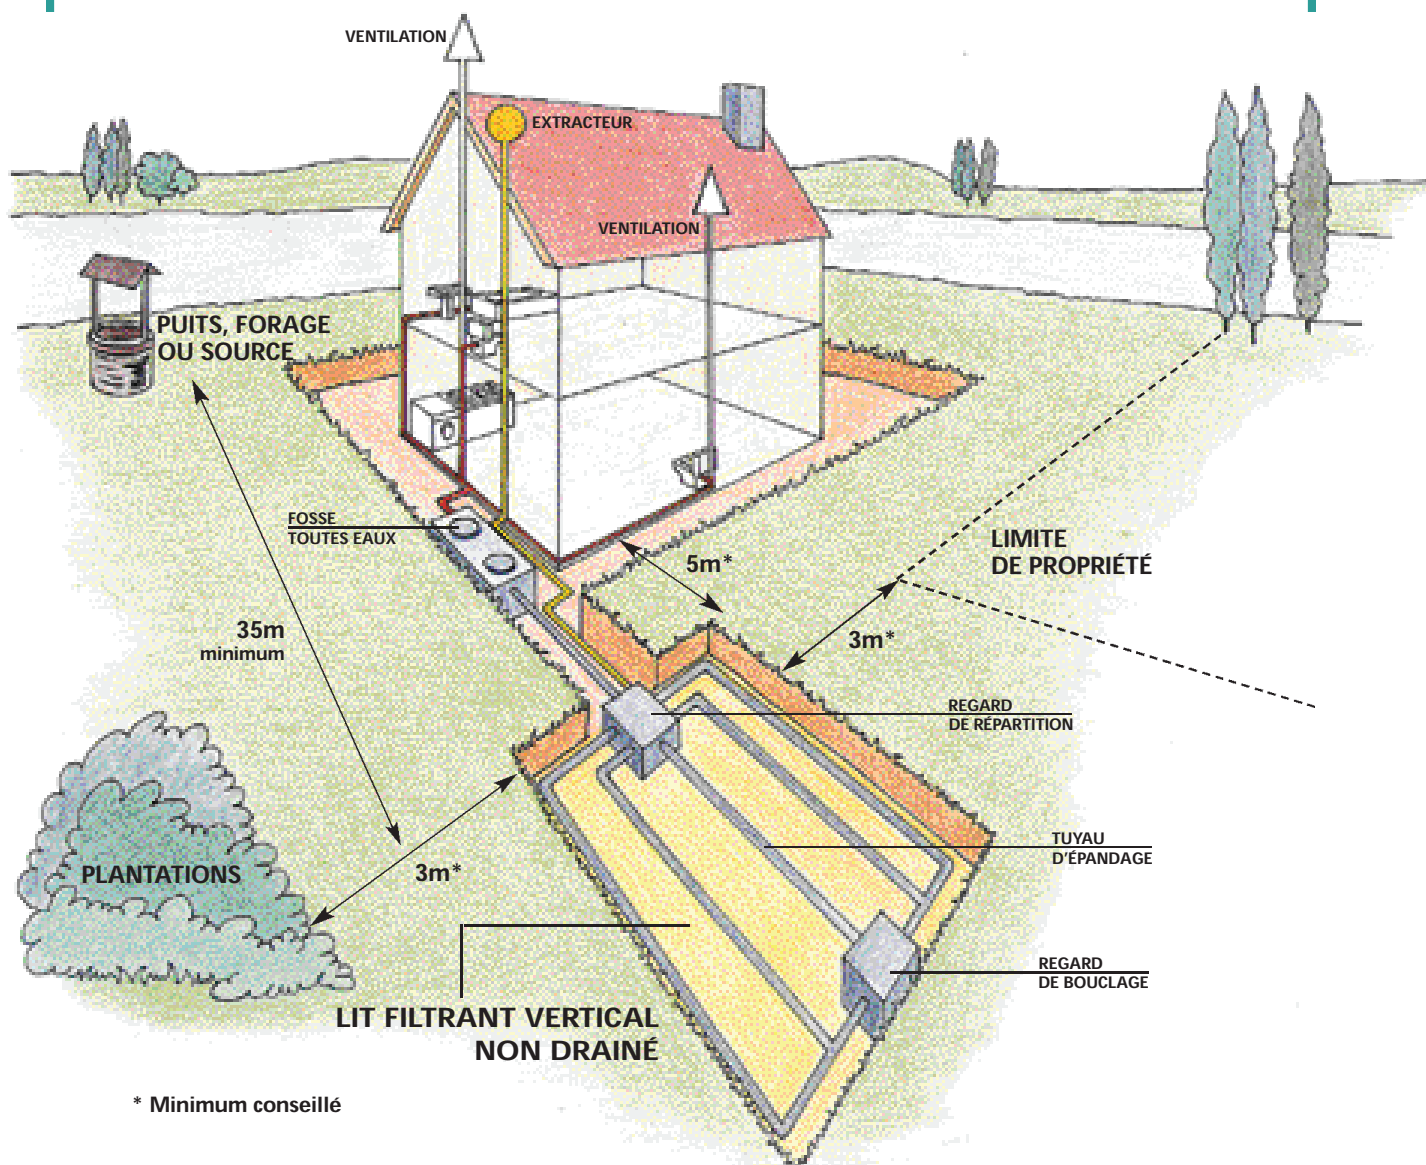 VENTILATION
EXTRACTEUR
VENTILATION
PUITS, FORAGE
OU SOURCE
FOSSE
TOUTES EAUX
LIMITE
DE PROPRIÉTÉ
5m*
35m
minimum
3m*
REGARD
DE RÉPARTITION
TUYAU
D'ÉPANDAGE
PLANTATIONS
3m*
REGARD
DE BOUCLAGE
LIT FILTRANT VERTICAL
NON DRAINÉ
* Minimum conseillé